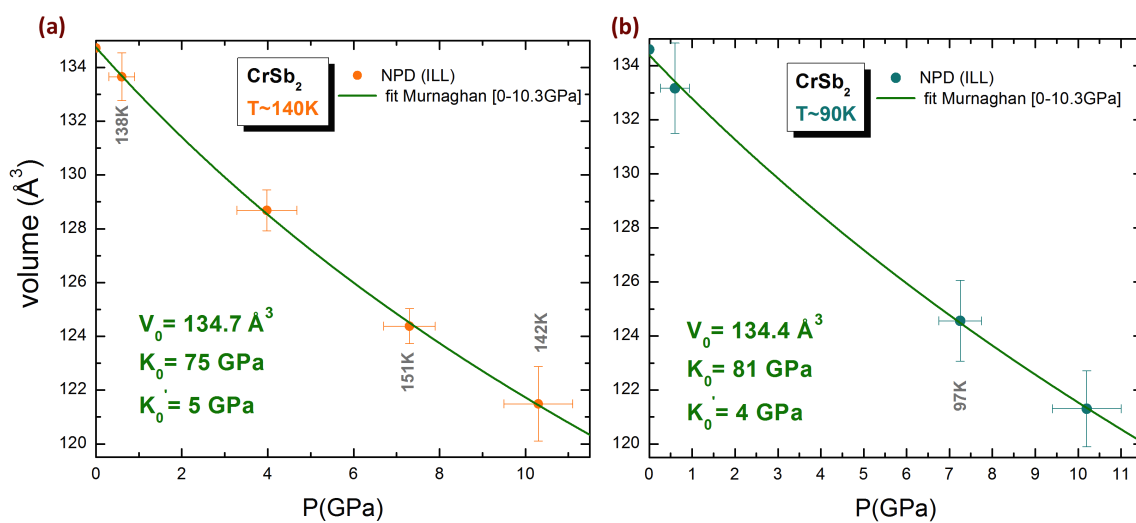 (a)
134
132
130
128
126
124
122
120
0
2
4
6
8
10
volume (Å³)
P(GPa)
CrSb₂
T~140K
NPD (ILL)
fit Murnaghan [0-10.3GPa]
138K
151K
142K
V₀= 134.7 Å³
K₀= 75 GPa
K₀'= 5 GPa
(b)
134
132
130
128
126
124
122
120
0
1
2
3
4
5
6
7
8
9
10
11
P(GPa)
CrSb₂
T~90K
NPD (ILL)
fit Murnaghan [0-10.3GPa]
97K
V₀= 134.4 Å³
K₀= 81 GPa
K₀'= 4 GPa